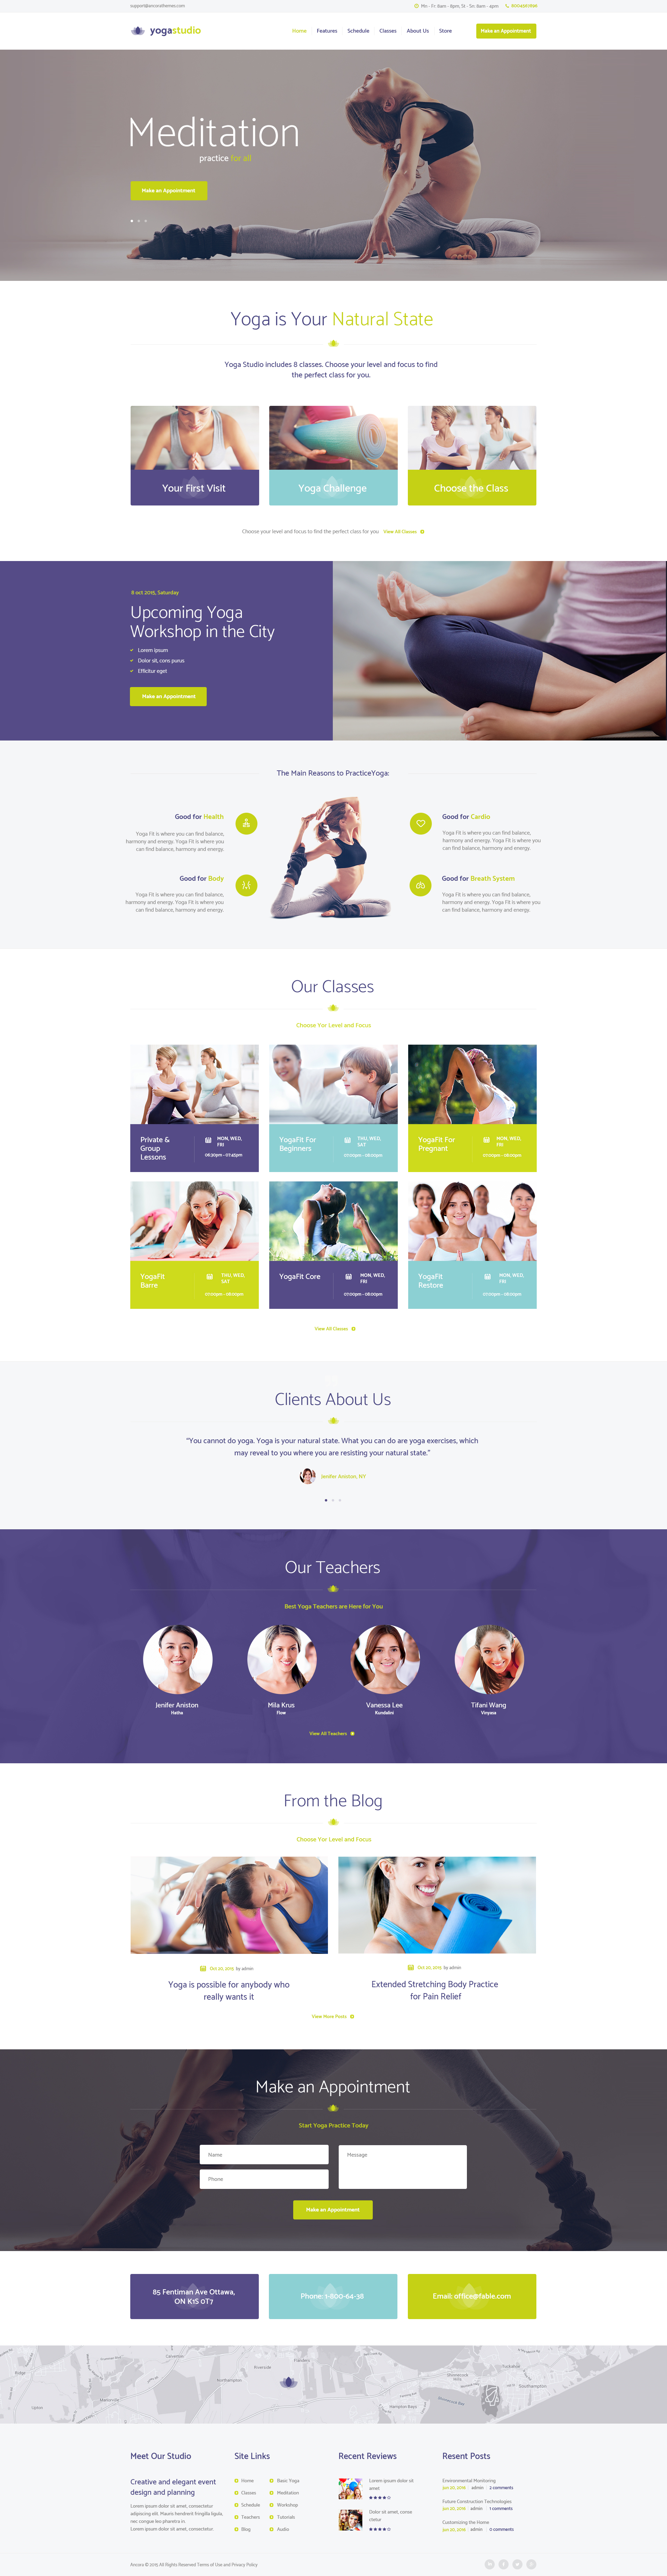 support@ancorathemes.com
Mn - Fr: 8am - 8pm, St - Sn: 8am - 4pm
yogastudio
Home Features Schedule Classes About Us Store
Make an Appointment
Meditation
practice for all
Make an Appointment
Yoga is Your Natural State
Yoga Studio includes 8 classes. Choose your level and focus to find
the perfect class for you.
Your First Visit
Yoga Challenge
Choose the Class
Choose your level and focus to find the perfect class for you View All Classes
8 oct 2015, Saturday
Upcoming Yoga
Workshop in the City
Lorem ipsum
Dolor sit, cons purus
Efficitur eget
Make an Appointment
The Main Reasons to PracticeYoga:
Good for Health
Yoga Fit is where you can find balance,
harmony and energy. Yoga Fit is where you
can find balance, harmony and energy.
Good for Body
Yoga Fit is where you can find balance,
harmony and energy. Yoga Fit is where you
can find balance, harmony and energy.
Good for Cardio
Yoga Fit is where you can find balance,
harmony and energy. Yoga Fit is where you
can find balance, harmony and energy.
Good for Breath System
Yoga Fit is where you can find balance,
harmony and energy. Yoga Fit is where you
can find balance, harmony and energy.
Our Classes
Choose Yor Level and Focus
Private &
Group
Lessons
MON, WED,
FRI
06:30pm - 07:45pm
YogaFit For
Beginners
THU, WED,
SAT
07:00pm - 08:00pm
YogaFit For
Pregnant
MON, WED,
FRI
07:00pm - 08:00pm
YogaFit
Barre
THU, WED,
SAT
07:00pm - 08:00pm
YogaFit Core
MON, WED,
FRI
07:00pm - 08:00pm
YogaFit
Restore
MON, WED,
FRI
07:00pm - 08:00pm
View All Classes
Clients About Us
"You cannot do yoga. Yoga is your natural state. What you can do are yoga exercises, which
may reveal to you where you are resisting your natural state."
Jenifer Aniston, NY
Our Teachers
Best Yoga Teachers are Here for You
Jenifer Aniston
Hatha
Mila Krus
Flow
Vanessa Lee
Kundalini
Tifani Wang
Vinyasa
View All Teachers
From the Blog
Choose Yor Level and Focus
Oct 20, 2015 by admin
Yoga is possible for anybody who
really wants it
Oct 20, 2015 by admin
Extended Stretching Body Practice
for Pain Relief
View More Posts
Make an Appointment
Start Yoga Practice Today
Name
Phone
Message
Make an Appointment
85 Fentiman Ave Ottawa,
ON K1S 0T7
Phone: 1-800-64-38
Email: office@fable.com
Riverside
Flanders
Northampton
Manorville
Upton
Ridge
Calverton
Hampton Bays
Southampton
Tuckahoe
Shinnecock
Hills
Meet Our Studio
Creative and elegant event
design and planning
Lorem ipsum dolor sit amet, consectetur
adipiscing elit. Mauris hendrerit fringilla ligula,
nec congue leo pharetra in.
Lorem ipsum dolor sit amet, consectetur.
Site Links
Home
Classes
Schedule
Teachers
Blog
Basic Yoga
Meditation
Workshop
Tutorials
Audio
Recent Reviews
Lorem ipsum dolor sit
amet
Dolor sit amet, conse
ctetur
Resent Posts
Environmental Monitoring
Jun 20, 2016 admin 2 comments
Future Construction Technologies
Jun 20, 2016 admin 1 comments
Customizing the Home
Jun 20, 2016 admin 0 comments
Ancora © 2015 All Rights Reserved Terms of Use and Privacy Policy